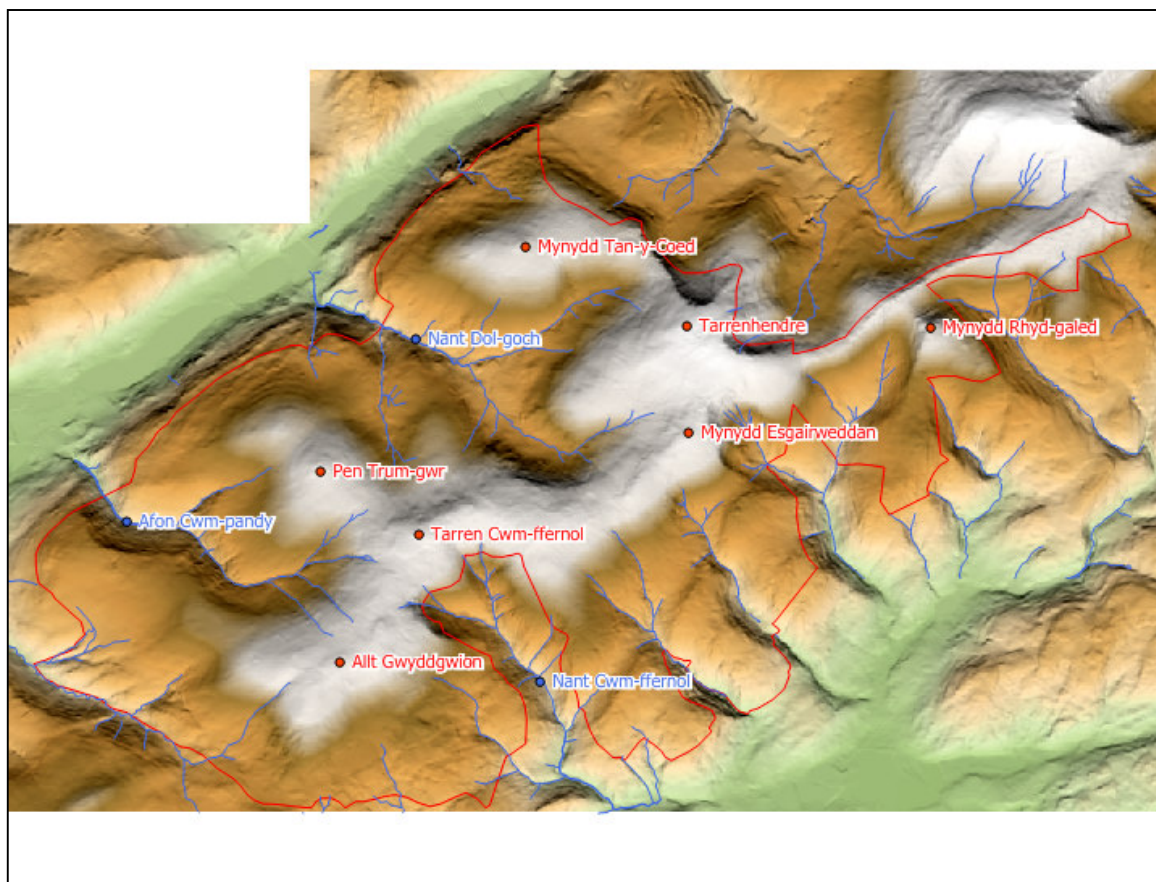 Mynydd Tan-y-Coed
Tarrenhendre
Mynydd Rhyd-galed
Nant Dol-goch
Mynydd Esgairweddan
Pen Trum-gwr
Afon Cwm-pandy
Tarren Cwm-ffernol
Allt Gwyddgwion
Nant Cwm-ffernol